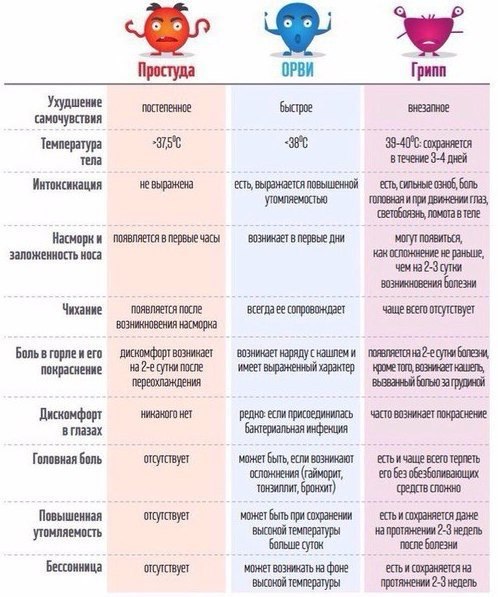 Простуда
ОРВИ
Грипп
Ухудшение
самочувствия
постепенное
быстрое
внезапное
Температура
тела
>37,5⁰С
<38⁰С
39-40⁰С: сохраняется
в течение 3-4 дней
Интоксикация
не выражена
есть, выражается повышенной
утомляемостью
есть, сильные озноб, боль
головная и при движении глаз,
светобоязнь, ломота в теле
Насморк и
заложенность носа
появляется в первые часы
возникает в первые дни
могут появиться,
как осложнение не раньше,
чем на 2-3 сутки
возникновения болезни
Чихание
появляется после
возникновения насморка
всегда ее сопровождает
чаще всего отсутствует
Боль в горле и его
покраснение
дискомфорт возникает
на 2-е сутки после
переохлаждения
возникает наряду с кашлем и
имеет выраженный характер
появляется на 2-е сутки болезни,
кроме того, возникает кашель,
вызванный болью за грудиной
Дискомфорт
в глазах
никакого нет
редко: если присоединилась
бактериальная инфекция
часто возникает покраснение
Головная боль
отсутствует
может быть, если возникают
осложнения (гайморит,
тонзиллит, бронхит)
есть и чаще всего терпеть
его без обезболивающих
средств сложно
Повышенная
утомляемость
отсутствует
может быть при сохранении
высокой температуры
больше суток
есть и сохраняется даже
на протяжении 2-3 недель
после болезни
Бессонница
отсутствует
может возникать на фоне
высокой температуры
есть и сохраняется на
протяжении 2-3 недель